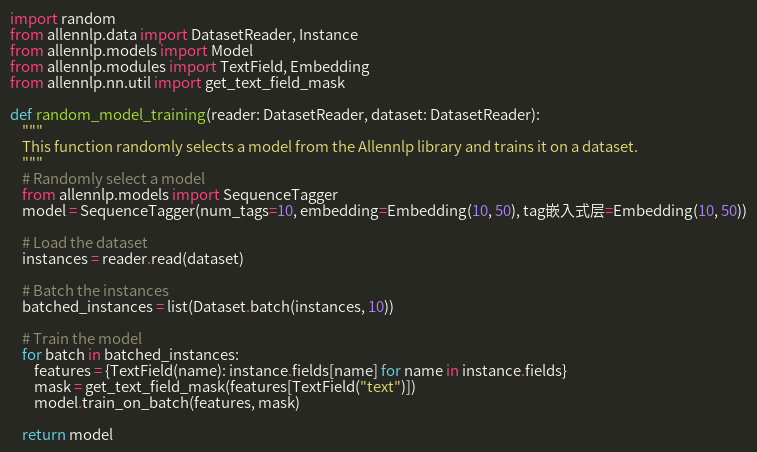 import random
from allennlp.data import DatasetReader, Instance
from allennlp.models import Model
from allennlp.modules import TextField, Embedding
from allennlp.nn.util import get_text_field_mask

def random_model_training(reader: DatasetReader, dataset: DatasetReader):
    """
    This function randomly selects a model from the Allennlp library and trains it on a dataset.
    """
    # Randomly select a model
    from allennlp.models import SequenceTagger
    model = SequenceTagger(num_tags=10, embedding=Embedding(10, 50), tag嵌入式层=Embedding(10, 50))

    # Load the dataset
    instances = reader.read(dataset)

    # Batch the instances
    batched_instances = list(Dataset.batch(instances, 10))

    # Train the model
    for batch in batched_instances:
        features = {TextField(name): instance.fields[name] for name in instance.fields}
        mask = get_text_field_mask(features[TextField("text")])
        model.train_on_batch(features, mask)

    return model